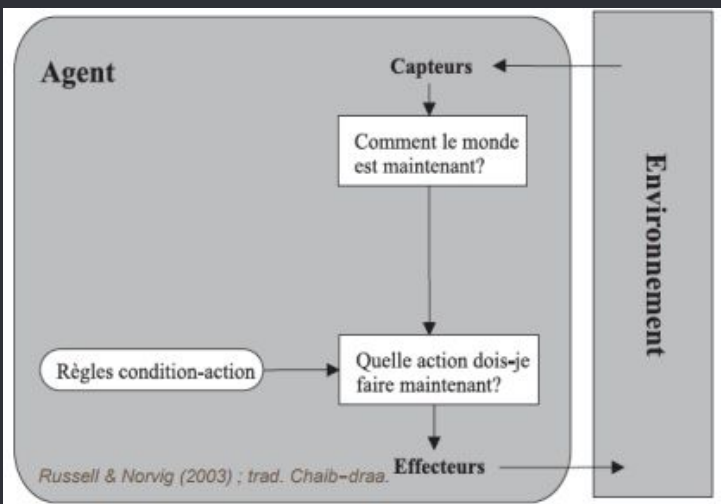 Agent
Capteurs
Comment le monde
est maintenant?
Environnement
Règles condition-action
Quelle action dois-je
faire maintenant?
Effecteurs
Russell & Norvig (2003) ; trad. Chaib-draa.